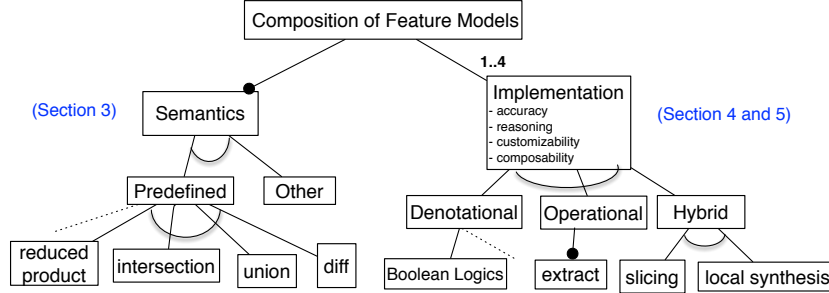 Composition of Feature Models
1..4
(Section 3)
Semantics
Implementation
- accuracy
- reasoning
- customizability
- composability
(Section 4 and 5)
Predefined
Other
Denotational
Operational
Hybrid
reduced
product
intersection
union
diff
Boolean Logics
extract
slicing
local synthesis